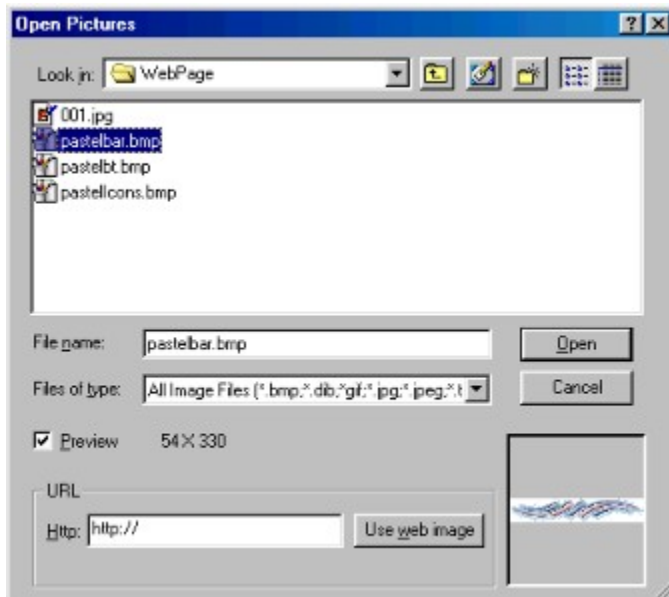 Open Pictures
Look in: WebPage
001.jpg
pastelbar.bmp
pastelbt.bmp
pastelIcons.bmp
File name: pastelbar.bmp Open
Files of type: All Image Files (*.bmp;*.dib;*gif;*.jpg;*.jpeg;*.t Cancel
Preview 54 X 330
URL
Http: http:// Use web image